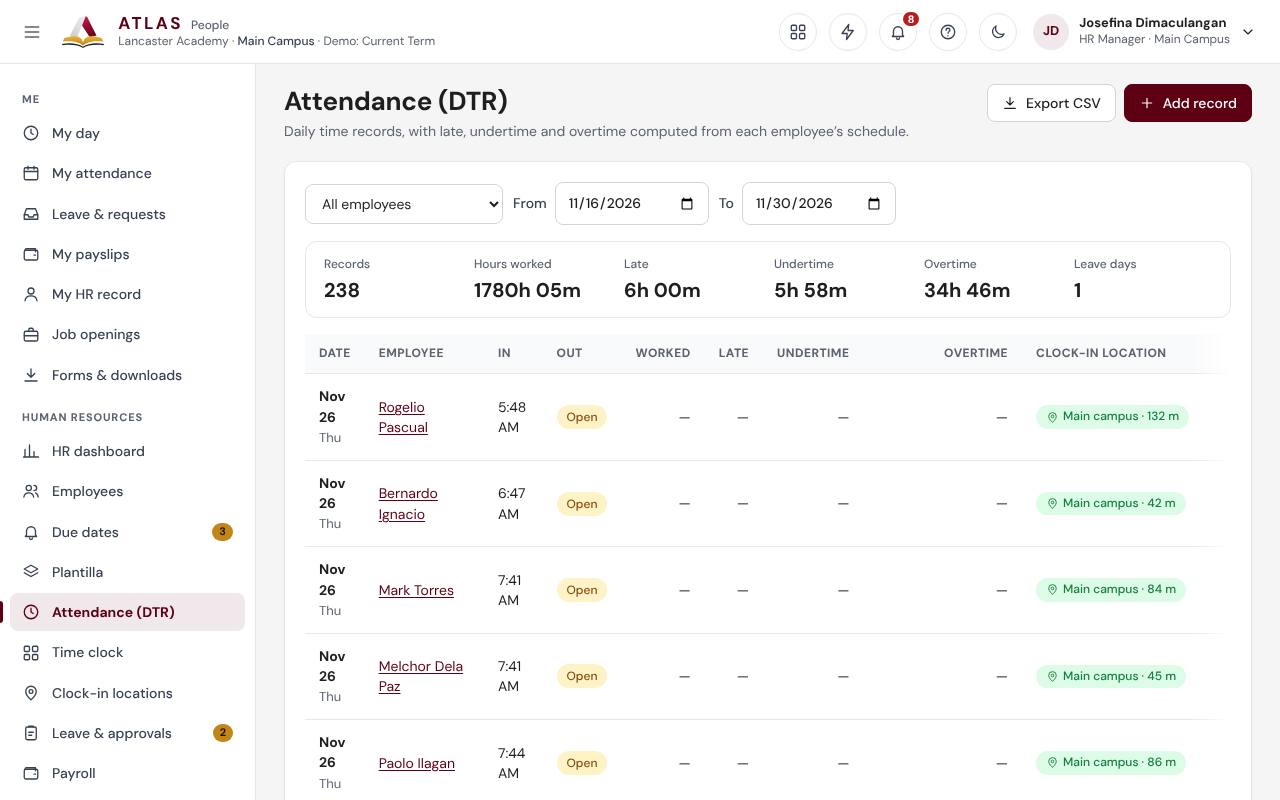 ATLAS People
Lancaster Academy · Main Campus · Demo: Current Term
8
JD
Josefina Dimaculangan
HR Manager · Main Campus
ME
My day
My attendance
Leave & requests
My payslips
My HR record
Job openings
Forms & downloads
HUMAN RESOURCES
HR dashboard
Employees
Due dates 3
Plantilla
Attendance (DTR)
Time clock
Clock-in locations
Leave & approvals 2
Payroll
Attendance (DTR)
Daily time records, with late, undertime and overtime computed from each employee’s schedule.
Export CSV
Add record
All employees From 11/16/2026 To 11/30/2026
Records Hours worked Late Undertime Overtime Leave days
238 1780h 05m 6h 00m 5h 58m 34h 46m 1
DATE EMPLOYEE IN OUT WORKED LATE UNDERTIME OVERTIME CLOCK-IN LOCATION
Nov 26 Thu Rogelio Pascual 5:48 AM Open — — — — Main campus · 132 m
Nov 26 Thu Bernardo Ignacio 6:47 AM Open — — — — Main campus · 42 m
Nov 26 Thu Mark Torres 7:41 AM Open — — — — Main campus · 84 m
Nov 26 Thu Melchor Dela Paz 7:41 AM Open — — — — Main campus · 45 m
Nov 26 Thu Paolo Ilagan 7:44 AM Open — — — — Main campus · 86 m